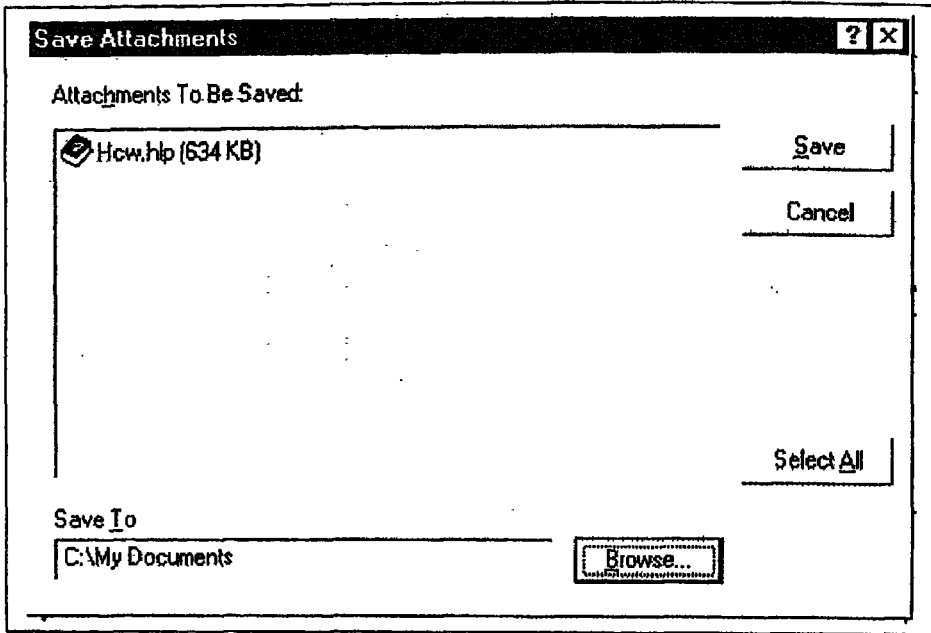 Save Attachments
Attachments To Be Saved:
Hcw.hlp (634 KB)
Save
Cancel
Select All
Save To
C:\My Documents
Browse...